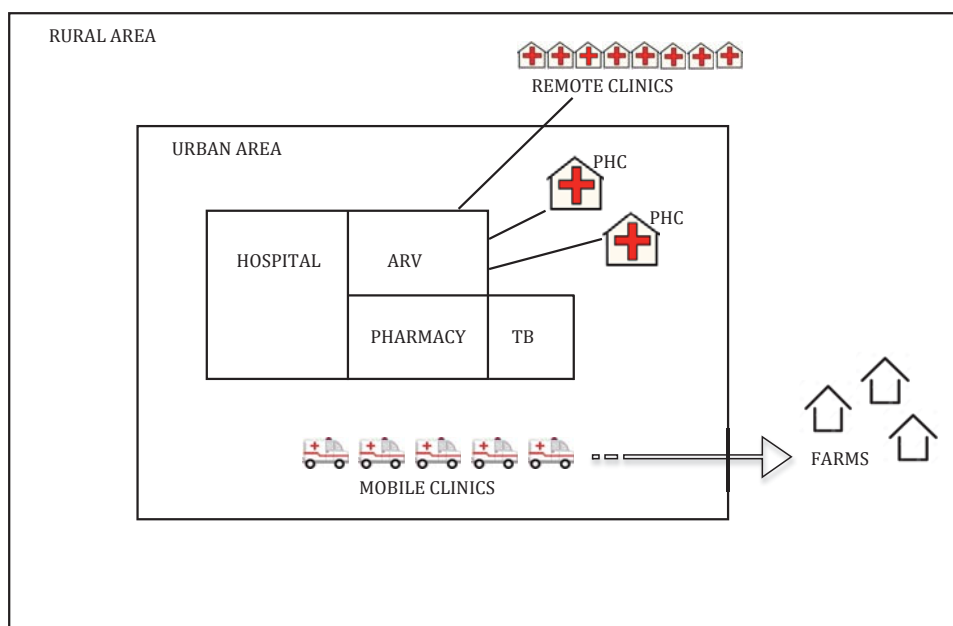 RURAL AREA
REMOTE CLINICS
URBAN AREA
PHC
PHC
HOSPITAL
ARV
PHARMACY
TB
MOBILE CLINICS
FARMS